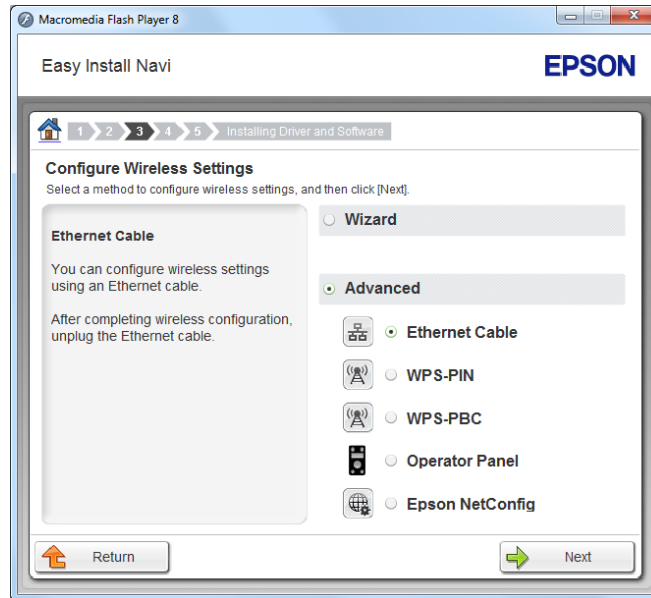 Macromedia Flash Player 8
Easy Install Navi
EPSON
1 2 3 4 5 Installing Driver and Software
Configure Wireless Settings
Select a method to configure wireless settings, and then click [Next].
Ethernet Cable
You can configure wireless settings
using an Ethernet cable.
After completing wireless configuration,
unplug the Ethernet cable.
Wizard
Advanced
Ethernet Cable
WPS-PIN
WPS-PBC
Operator Panel
Epson NetConfig
Return
Next